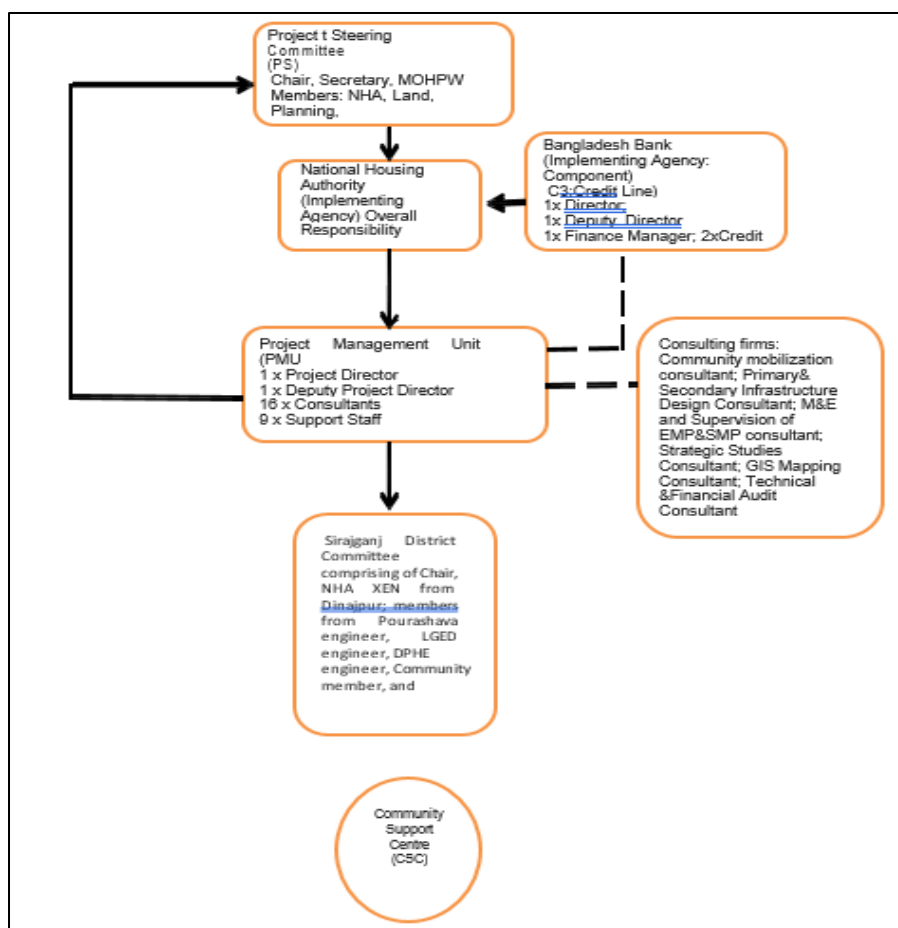 Project t Steering
Committee
(PS)
Chair, Secretary, MOHPW
Members: NHA, Land,
Planning,
National Housing
Authority
(Implementing
Agency) Overall
Responsibility
Bangladesh Bank
(Implementing Agency:
Component)
C3:Credit Line)
1x Director;
1x Deputy Director
1x Finance Manager; 2xCredit
Project Management Unit
(PMU
1 x Project Director
1 x Deputy Project Director
16 x Consultants
9 x Support Staff
Consulting firms:
Community mobilization
consultant; Primary&
Secondary Infrastructure
Design Consultant; M&E
and Supervision of
EMP&SMP consultant;
Strategic Studies
Consultant; GIS Mapping
Consultant; Technical
&Financial Audit
Consultant
Sirajganj District
Committee
comprising of Chair,
NHA XEN from
Dinajpur; members
from Pourashava
engineer, LGED
engineer, DPHE
engineer, Community
member, and
Community
Support
Centre
(CSC)